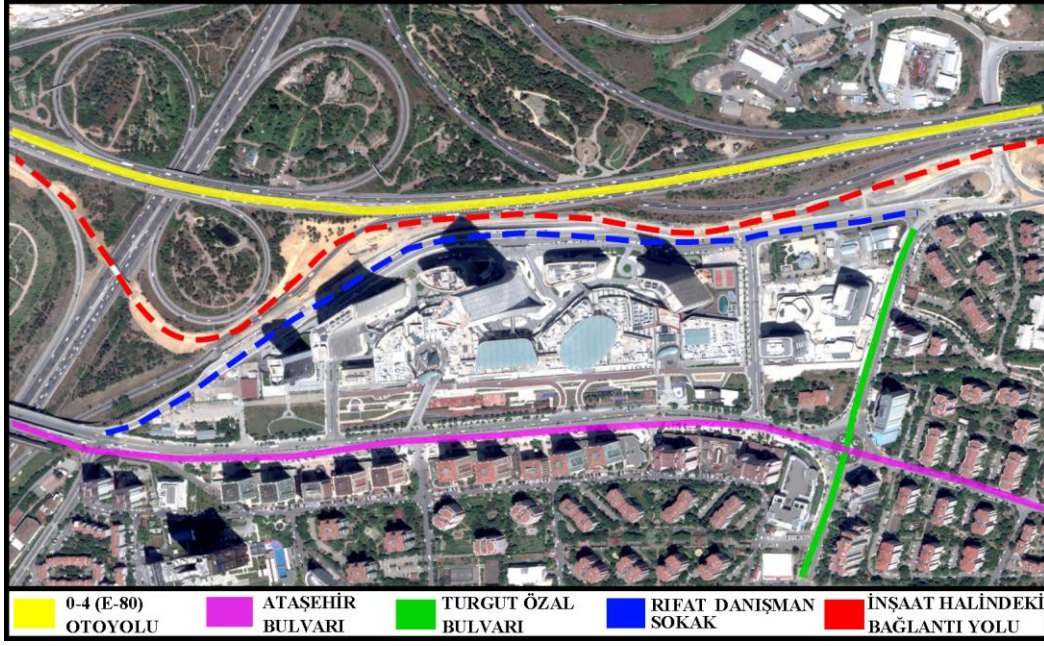 0-4 (E-80)
OTOYOLU
ATAŞEHİR
BULVARI
TURGUT ÖZAL
BULVARI
RIFAT DANIŞMAN
SOKAK
İNŞAAT HALİNDEKİ
BAĞLANTI YOLU